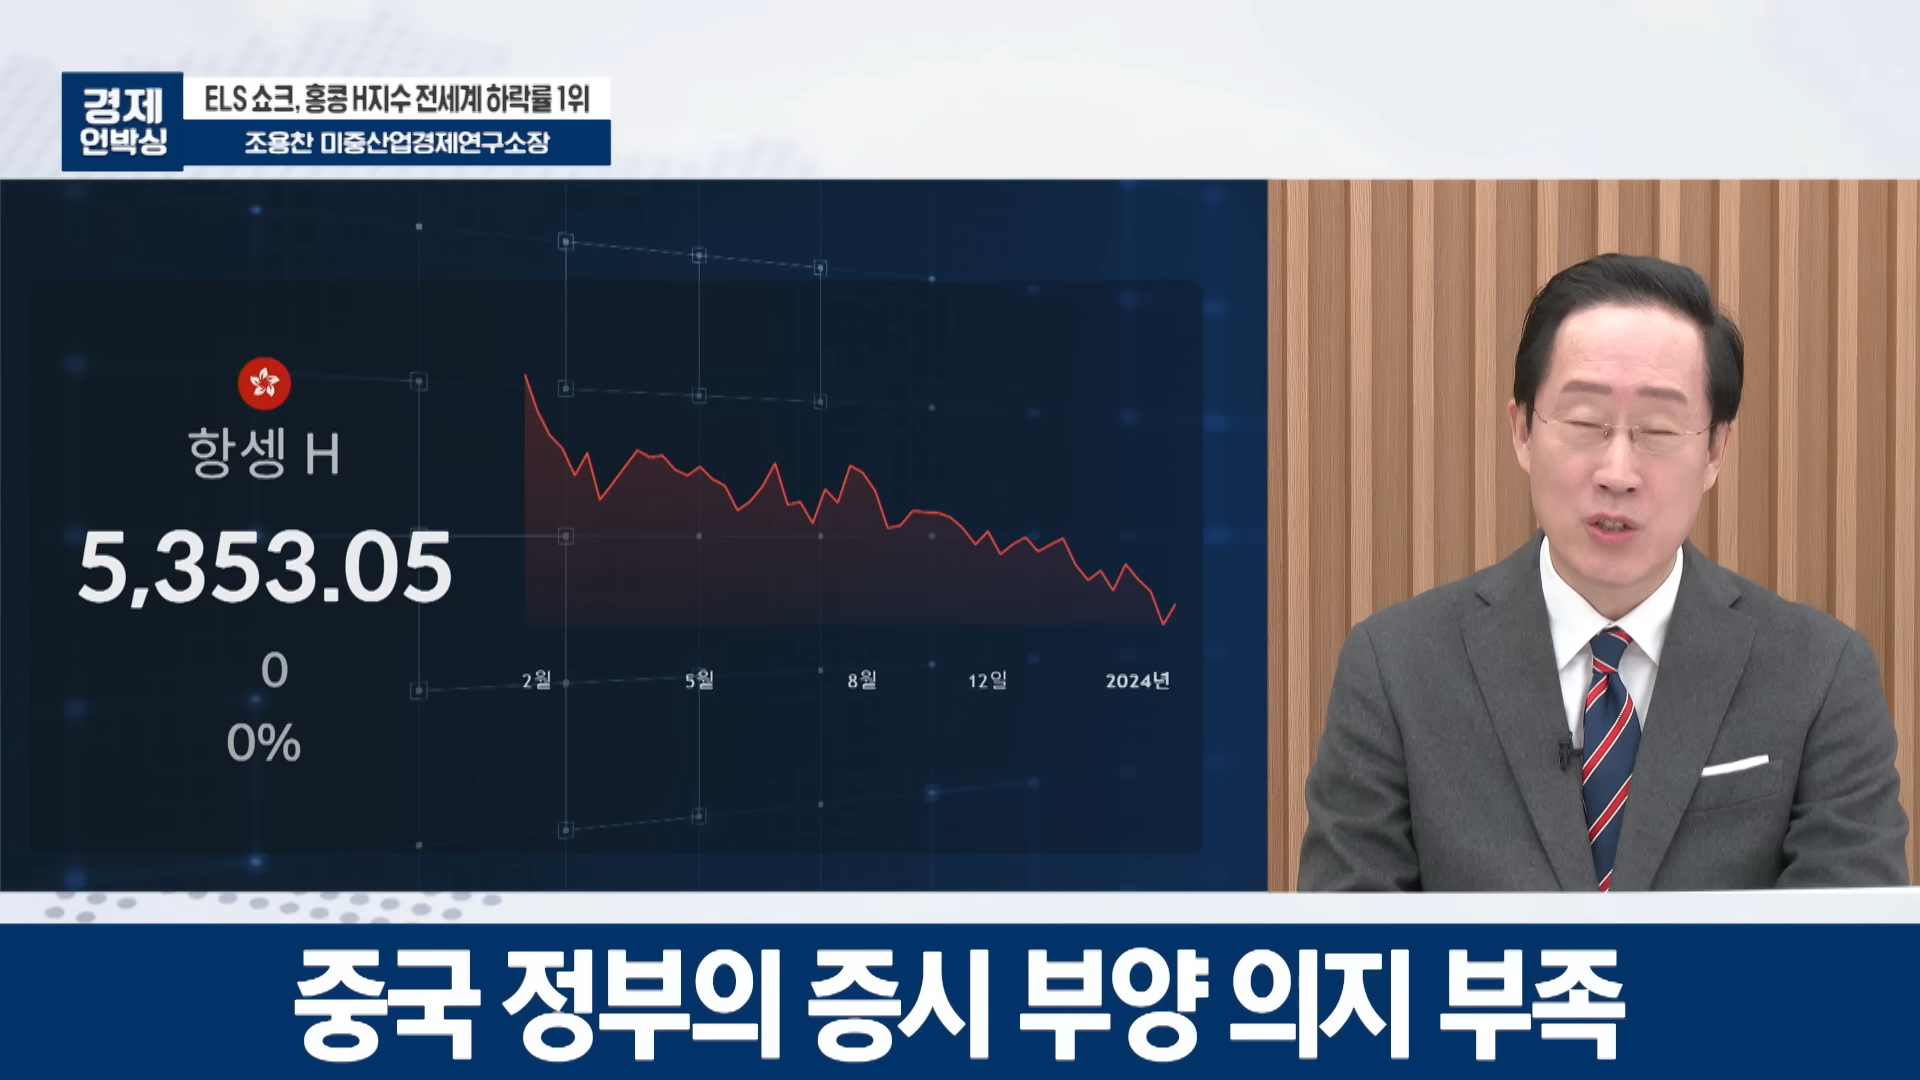 경제
언박싱
ELS 쇼크, 홍콩 H지수 전세계 하락률 1위
조용찬 미중산업경제연구소장
항셍 H
5,353.05
0
0%
2월 5월 8월 12일 2024년
중국 정부의 증시 부양 의지 부족